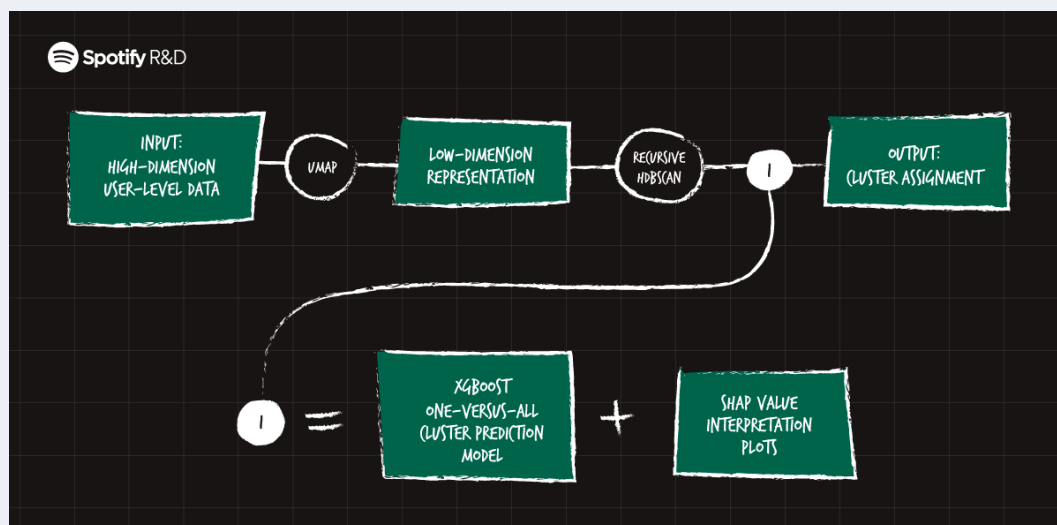 Spotify R&D
INPUT:
HIGH-DIMENSION
USER-LEVEL DATA
UMAP
LOW-DIMENSION
REPRESENTATION
RECURSIVE
HDBSCAN
1
OUTPUT:
CLUSTER ASSIGNMENT
1
=
XGBOOST
ONE-VERSUS-ALL
CLUSTER PREDICTION
MODEL
+
SHAP VALUE
INTERPRETATION
PLOTS